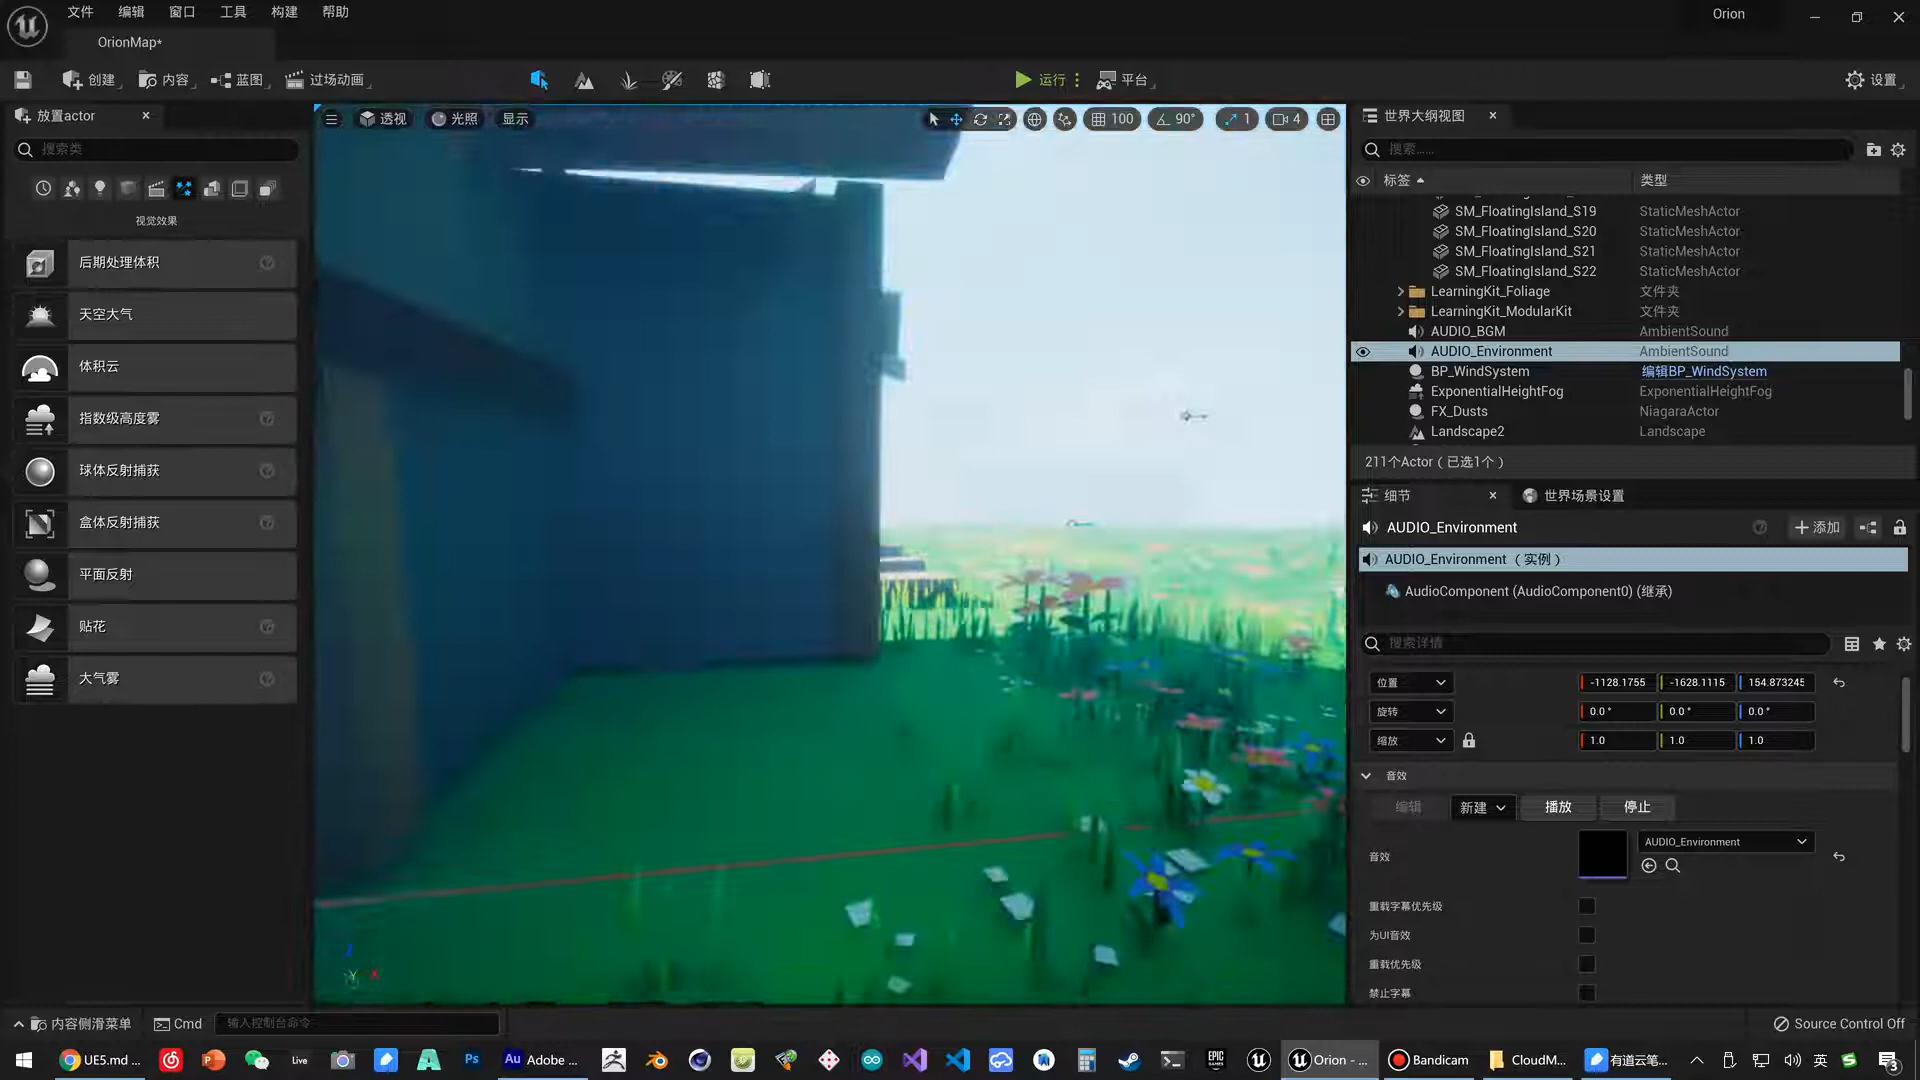 文件 编辑 窗口 工具 构建 帮助
Orion
OrionMap*
创建 内容 蓝图 过场动画
运行 平台 设置
放置actor
搜索类
视觉效果
后期处理体积
天空大气
体积云
指数级高度雾
球体反射捕获
盒体反射捕获
平面反射
贴花
大气雾
透视 光照 显示
100 90° 1 4
世界大纲视图
搜索......
标签 类型
SM_FloatingIsland_S19 StaticMeshActor
SM_FloatingIsland_S20 StaticMeshActor
SM_FloatingIsland_S21 StaticMeshActor
SM_FloatingIsland_S22 StaticMeshActor
LearningKit_Foliage 文件夹
LearningKit_ModularKit 文件夹
AUDIO_BGM AmbientSound
AUDIO_Environment AmbientSound
BP_WindSystem 编辑BP_WindSystem
ExponentialHeightFog ExponentialHeightFog
FX_Dusts NiagaraActor
Landscape2 Landscape
211个Actor（已选1个）
细节 世界场景设置
AUDIO_Environment 添加
AUDIO_Environment （实例）
AudioComponent (AudioComponent0) (继承)
搜索详情
位置 -1128.1755 -1628.1115 154.873245
旋转 0.0° 0.0° 0.0°
缩放 1.0 1.0 1.0
音效
编辑 新建 播放 停止
音效 AUDIO_Environment
重载字幕优先级
为UI音效
重载优先级
禁止字幕
Z
Y X
内容侧滑菜单 Cmd 输入控制台命令 Source Control Off
UE5.md ... Live Ps Au Adobe ... EPIC GAMES Orion - ... Bandicam CloudM... 有道云笔... 英 3